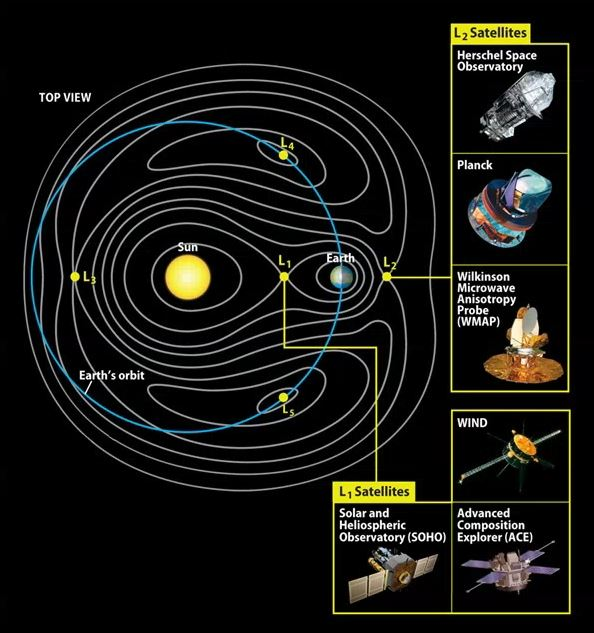 L2 Satellites
Herschel Space
Observatory
TOP VIEW
L4
Planck
Sun
L1
Earth
L2
L3
Wilkinson
Microwave
Anisotropy
Probe
(WMAP)
Earth's orbit
L5
WIND
L1 Satellites
Solar and
Heliospheric
Observatory (SOHO)
Advanced
Composition
Explorer (ACE)